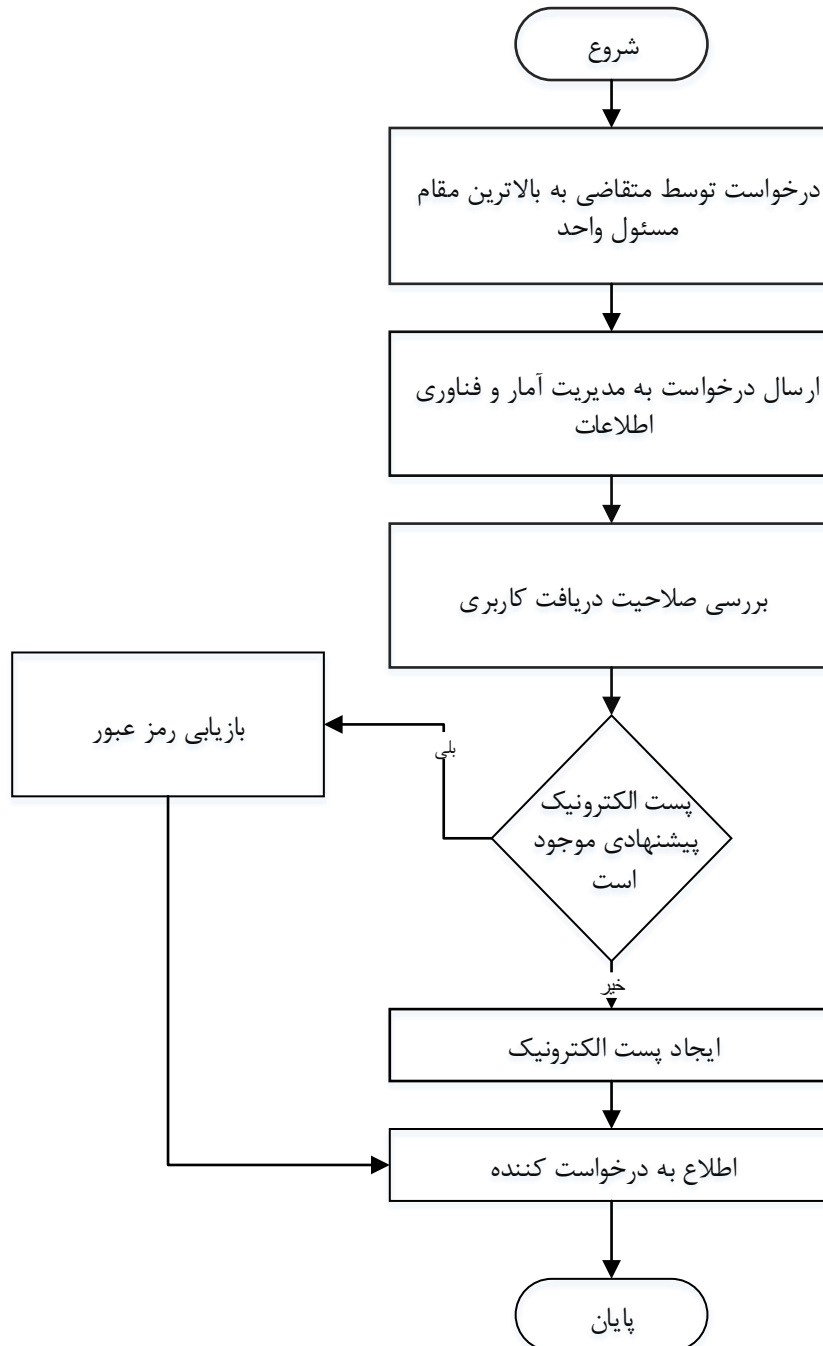 شروع
درخواست توسط متقاضی به بالاترین مقام
مسئول واحد
ارسال درخواست به مدیریت آمار و فناوری
اطلاعات
بررسی صلاحیت دریافت کاربری
بازیابی رمز عبور
بلی
پست الکترونیک
پیشنهادی موجود
است
خیر
ایجاد پست الکترونیک
اطلاع به درخواست کننده
پایان